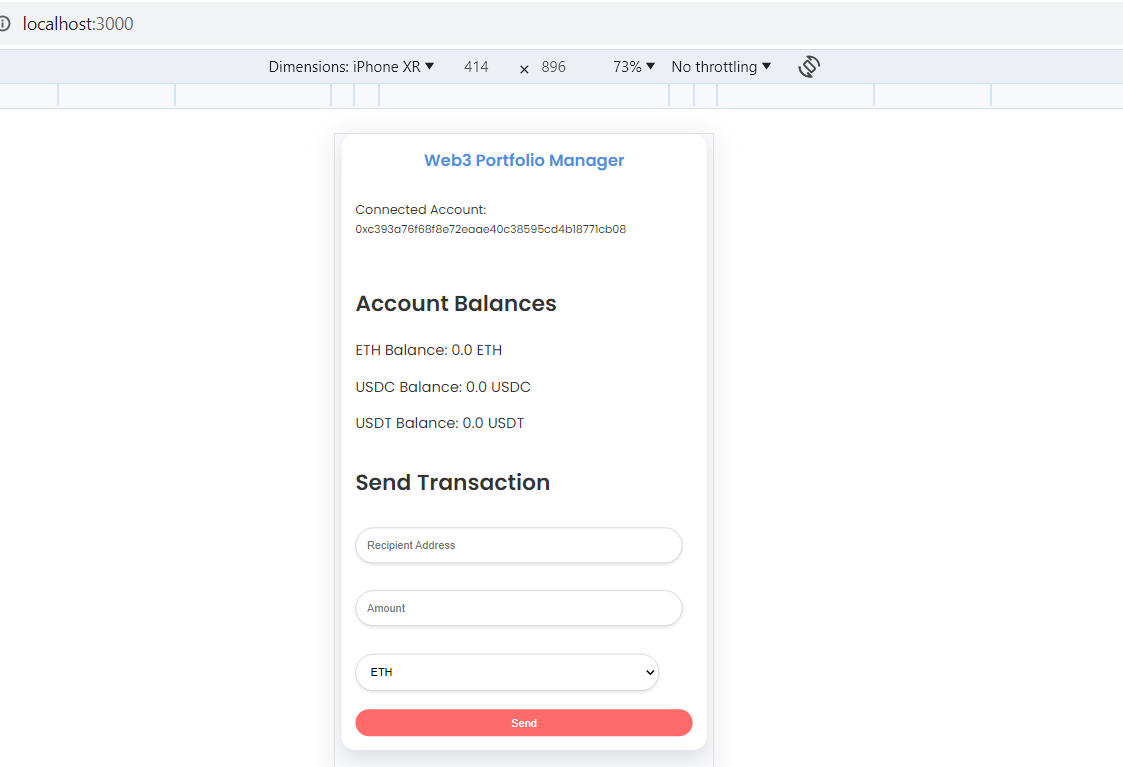 localhost:3000
Dimensions: iPhone XR 414 × 896 73% No throttling
Web3 Portfolio Manager
Connected Account:
0xc393a76f68f8e72eaae40c38595cd4b18771cb08
Account Balances
ETH Balance: 0.0 ETH
USDC Balance: 0.0 USDC
USDT Balance: 0.0 USDT
Send Transaction
Recipient Address
Amount
ETH
Send